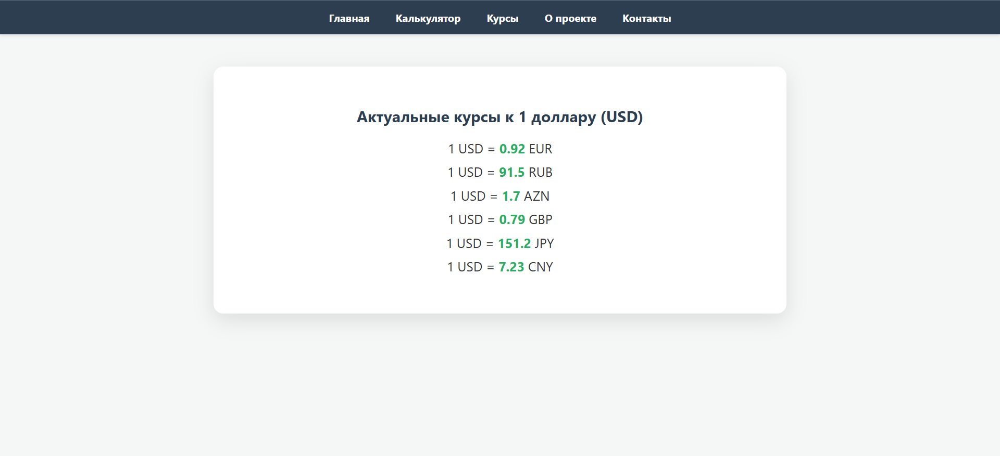 Главная Калькулятор Курсы О проекте Контакты
Актуальные курсы к 1 доллару (USD)
1 USD = 0.92 EUR
1 USD = 91.5 RUB
1 USD = 1.7 AZN
1 USD = 0.79 GBP
1 USD = 151.2 JPY
1 USD = 7.23 CNY